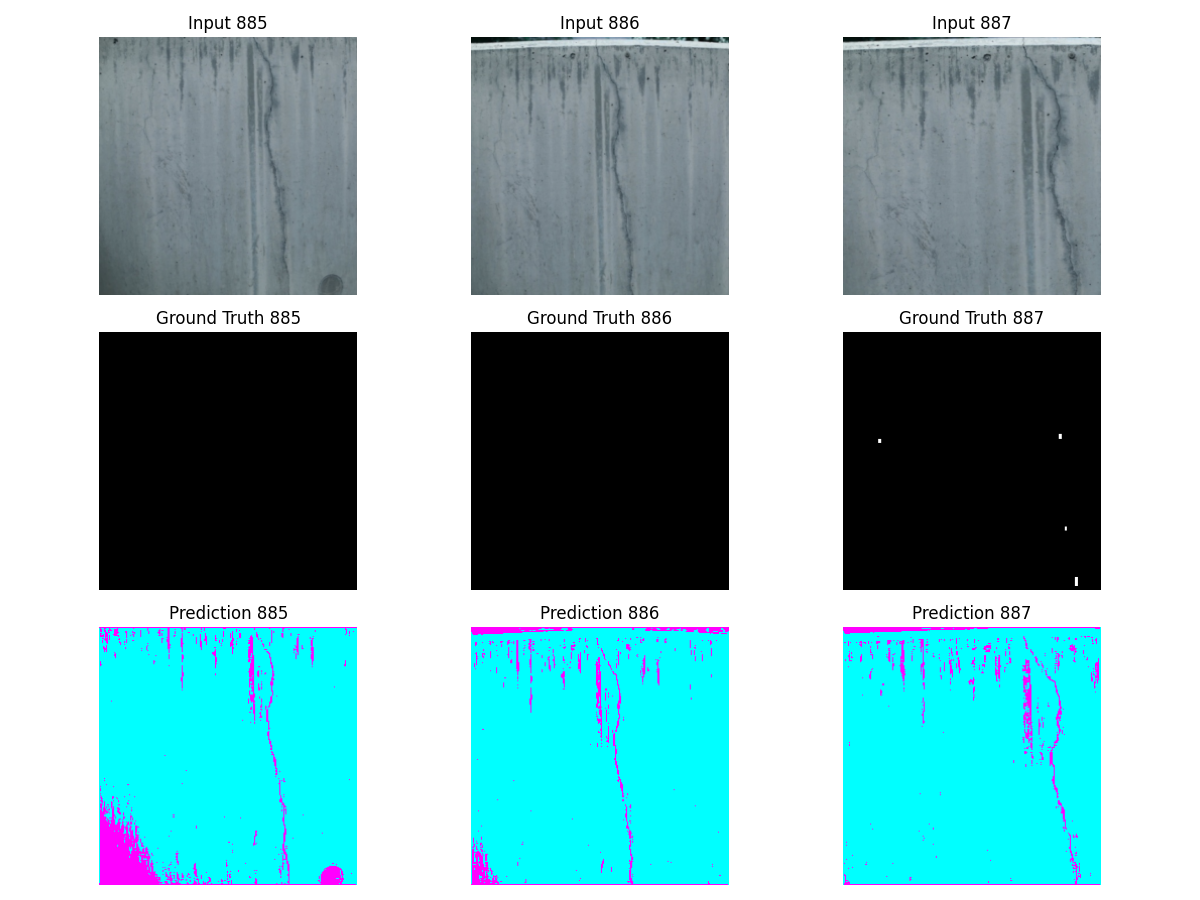 Input 885
Input 886
Input 887
Ground Truth 885
Ground Truth 886
Ground Truth 887
Prediction 885
Prediction 886
Prediction 887